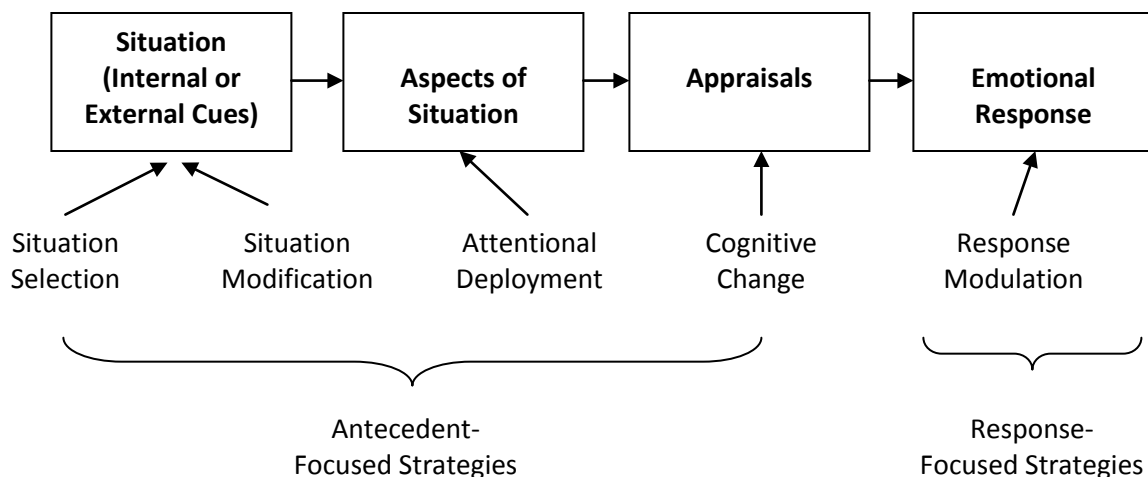 Situation
(Internal or
External Cues)
Aspects of
Situation
Appraisals
Emotional
Response
Situation
Selection
Situation
Modification
Attentional
Deployment
Cognitive
Change
Response
Modulation
Antecedent-
Focused Strategies
Response-
Focused Strategies